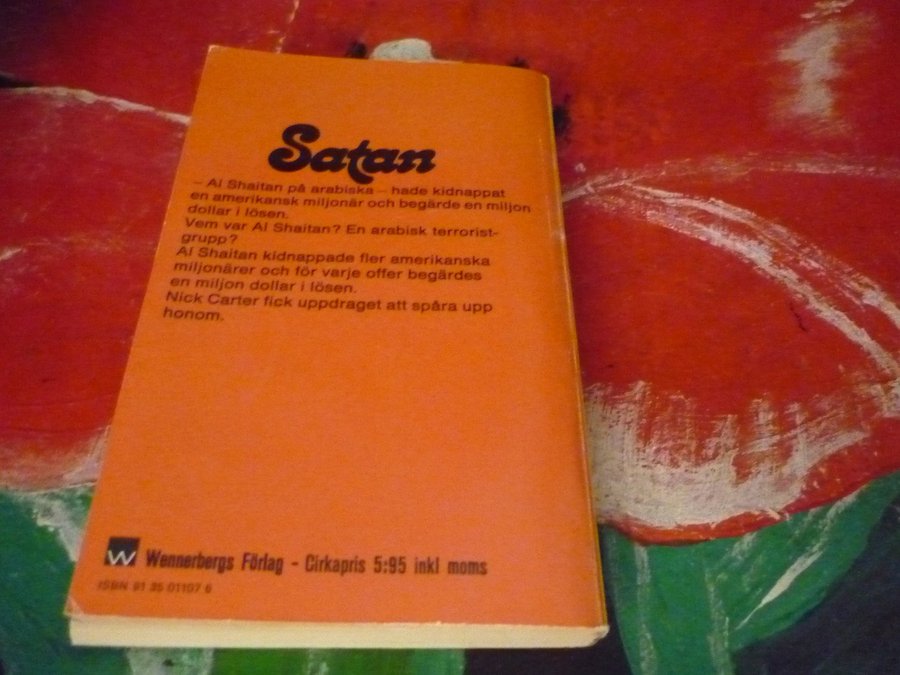 Satan
– Al Shaitan på arabiska – hade kidnappat
en amerikansk miljonär och begärde en miljon
dollar i lösen.
Vem var Al Shaitan? En arabisk terrorist-
grupp?
Al Shaitan kidnappade fler amerikanska
miljonärer och för varje offer begärdes
en miljon dollar i lösen.
Nick Carter fick uppdraget att spåra upp
honom.
W Wennerbergs Förlag - Cirkapris 5:95 inkl moms
ISBN 91 35 01107 6